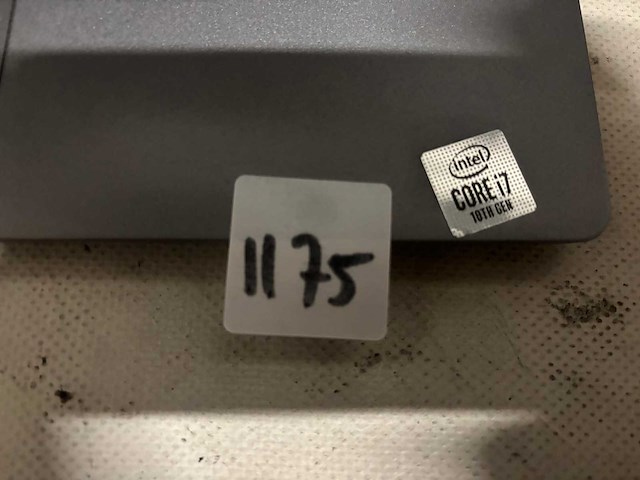 1175
intel
CORE i7
10TH GEN